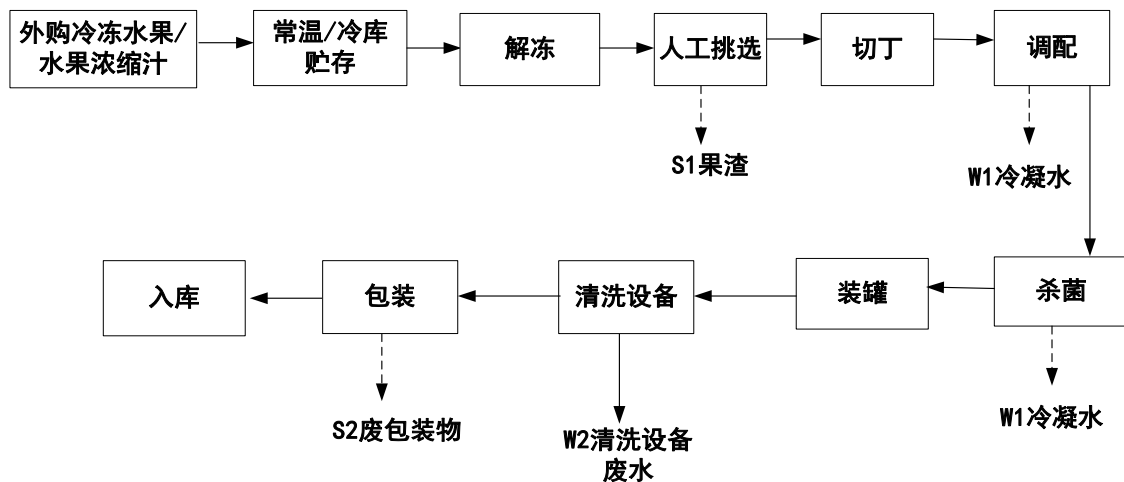 外购冷冻水果/
水果浓缩汁
常温/冷库
贮存
解冻
人工挑选
切丁
调配
S1果渣
W1冷凝水
入库
包装
清洗设备
装罐
杀菌
S2废包装物
W2清洗设备
废水
W1冷凝水